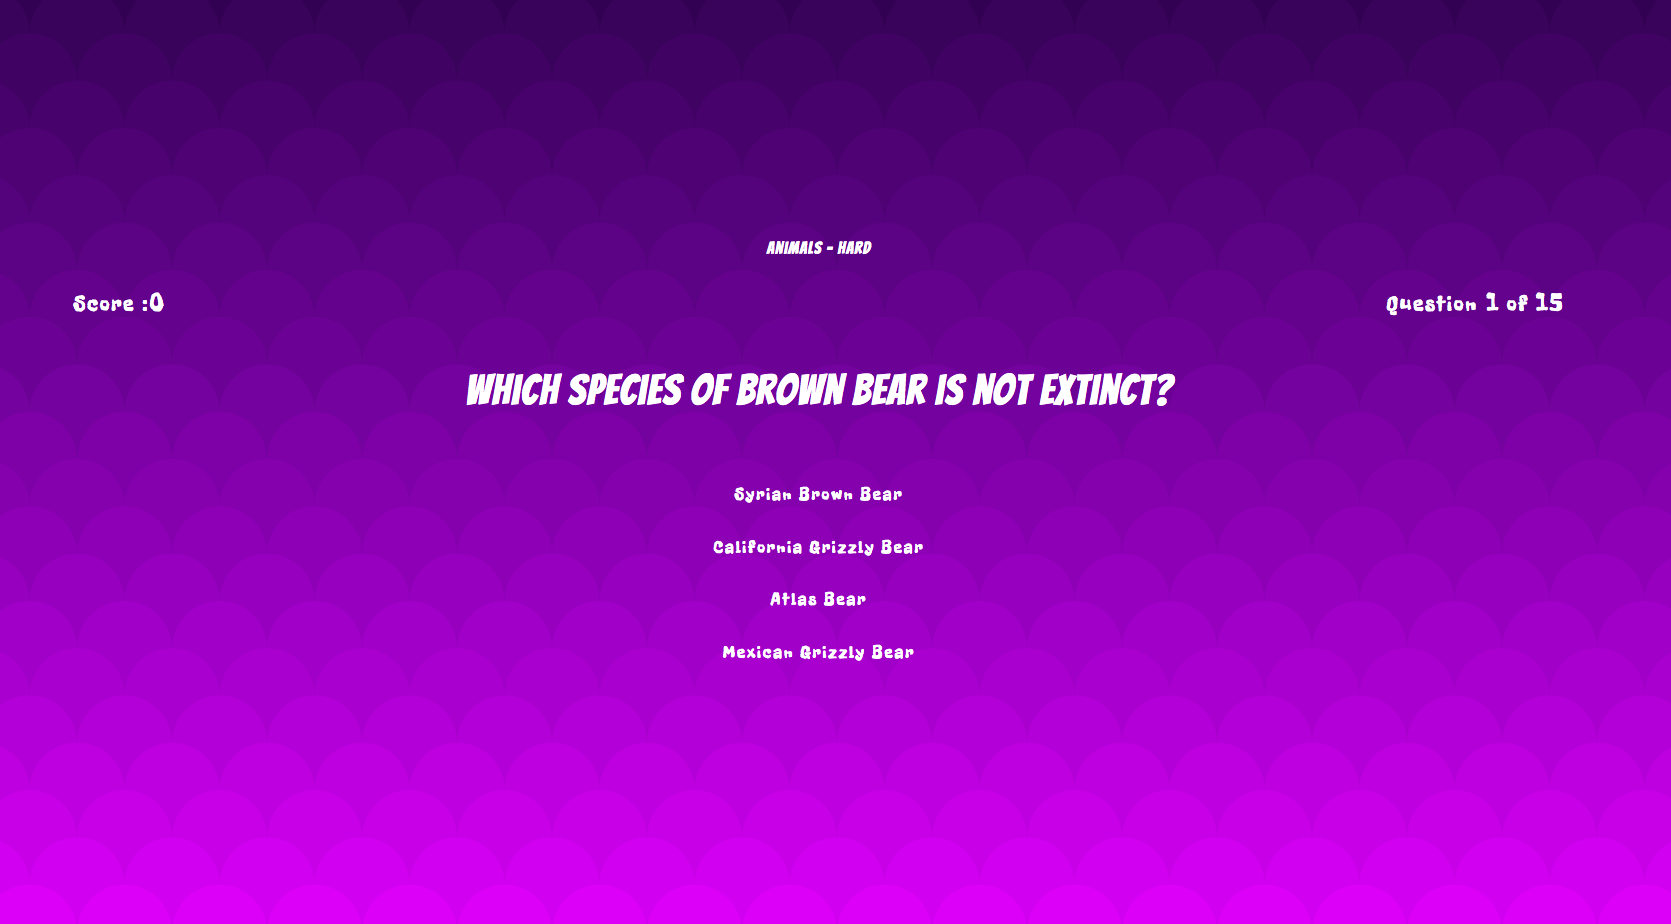 ANIMALS - HARD
Score :0
Question 1 of 15
WHICH SPECIES OF BROWN BEAR IS NOT EXTINCT?
Syrian Brown Bear
California Grizzly Bear
Atlas Bear
Mexican Grizzly Bear